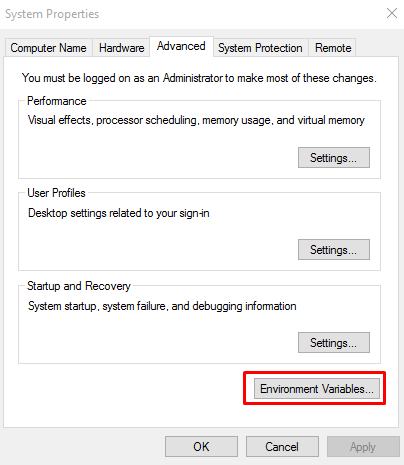 System Properties
Computer Name Hardware Advanced System Protection Remote
You must be logged on as an Administrator to make most of these changes.
Performance
Visual effects, processor scheduling, memory usage, and virtual memory
Settings...
User Profiles
Desktop settings related to your sign-in
Settings...
Startup and Recovery
System startup, system failure, and debugging information
Settings...
Environment Variables...
OK Cancel Apply